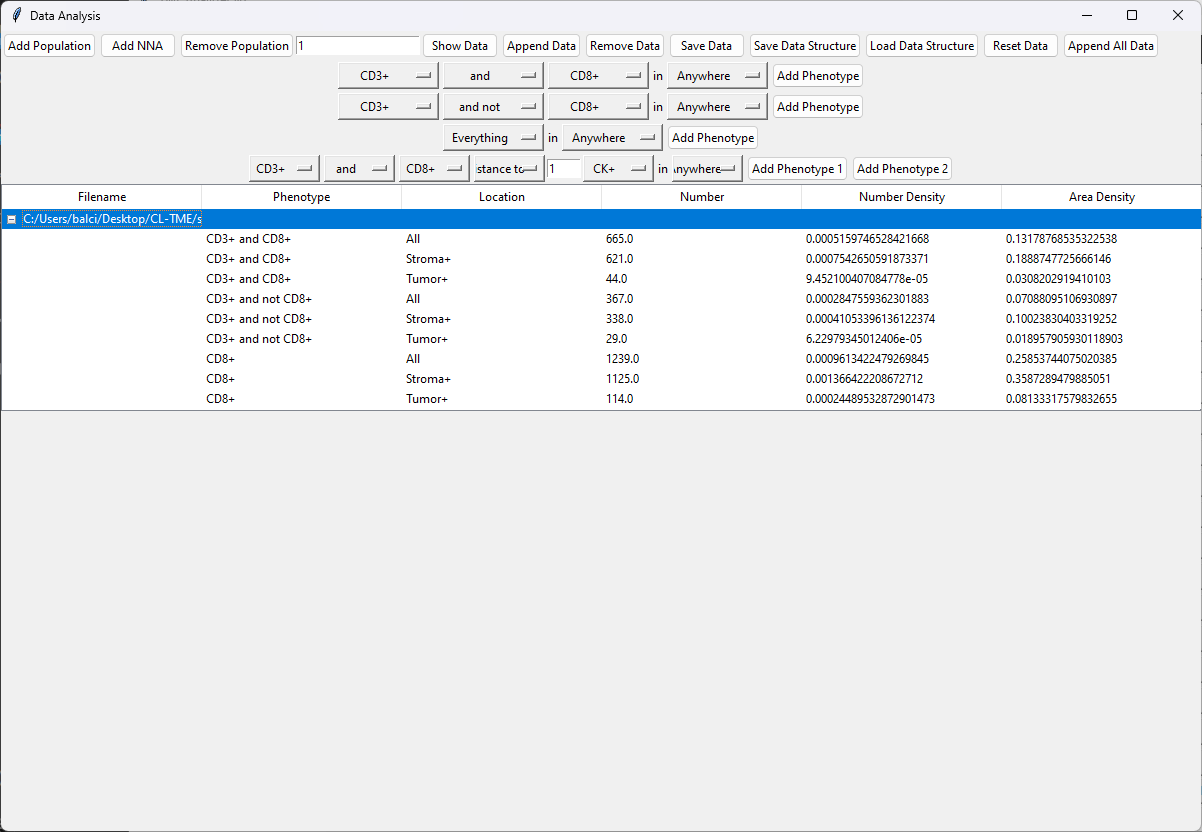 Data Analysis
Add Population Add NNA Remove Population 1 Show Data Append Data Remove Data Save Data Save Data Structure Load Data Structure Reset Data Append All Data
CD3+ and CD8+ in Anywhere Add Phenotype
CD3+ and not CD8+ in Anywhere Add Phenotype
Everything in Anywhere Add Phenotype
CD3+ and CD8+ istance to 1 CK+ in Anywhere Add Phenotype 1 Add Phenotype 2
Filename Phenotype Location Number Number Density Area Density
C:/Users/balci/Desktop/CL-TME/s
CD3+ and CD8+ All 665.0 0.0005159746528421668 0.13178768535322538
CD3+ and CD8+ Stroma+ 621.0 0.0007542650591873371 0.1888747725666146
CD3+ and CD8+ Tumor+ 44.0 9.452100407084778e-05 0.0308202919410103
CD3+ and not CD8+ All 367.0 0.0002847559362301883 0.07088095106930897
CD3+ and not CD8+ Stroma+ 338.0 0.00041053396136122374 0.10023830403319252
CD3+ and not CD8+ Tumor+ 29.0 6.22979345012406e-05 0.018957905930118903
CD8+ All 1239.0 0.0009613422479269845 0.25853744075020385
CD8+ Stroma+ 1125.0 0.001366422208672712 0.3587289479885051
CD8+ Tumor+ 114.0 0.00024489532872901473 0.08133317579832655